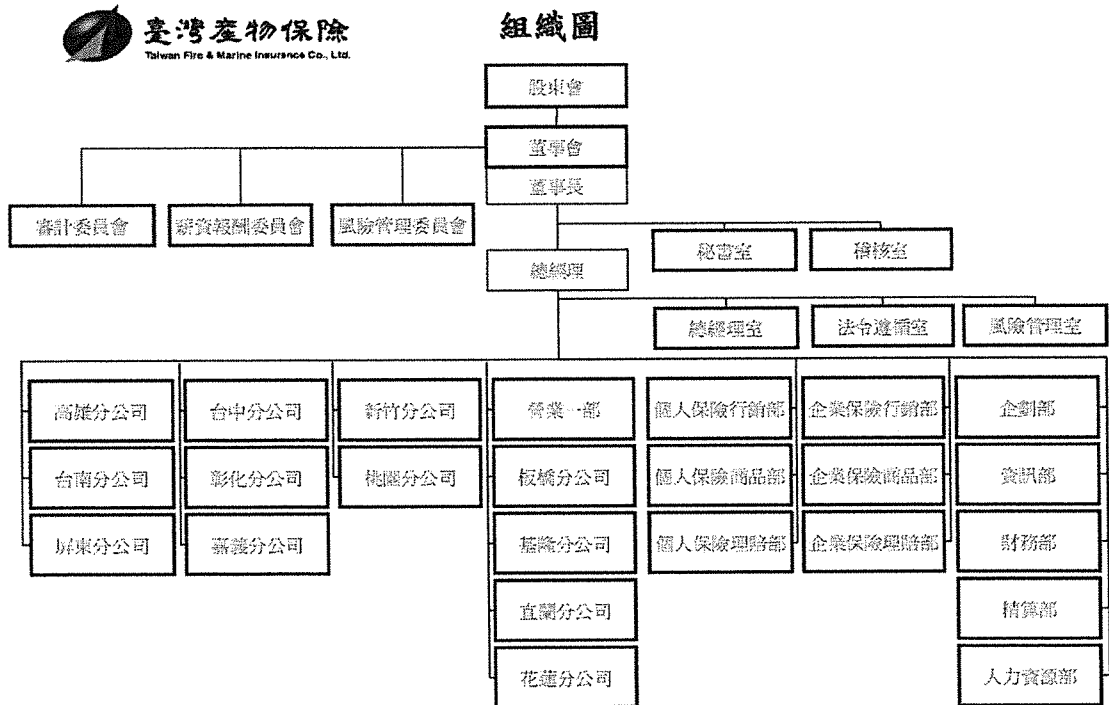 臺灣產物保險
Taiwan Fire & Marine Insurance Co., Ltd.
組織圖
股東會
董事會
董事長
審計委員會
薪資報酬委員會
風險管理委員會
秘書室
稽核室
總經理
總經理室
法令遵循室
風險管理室
高雄分公司
台中分公司
新竹分公司
營業一部
個人保險行銷部
企業保險行銷部
企劃部
台南分公司
彰化分公司
桃園分公司
板橋分公司
個人保險商品部
企業保險商品部
資訊部
屏東分公司
嘉義分公司
基隆分公司
個人保險理賠部
企業保險理賠部
財務部
宜蘭分公司
精算部
花蓮分公司
人力資源部